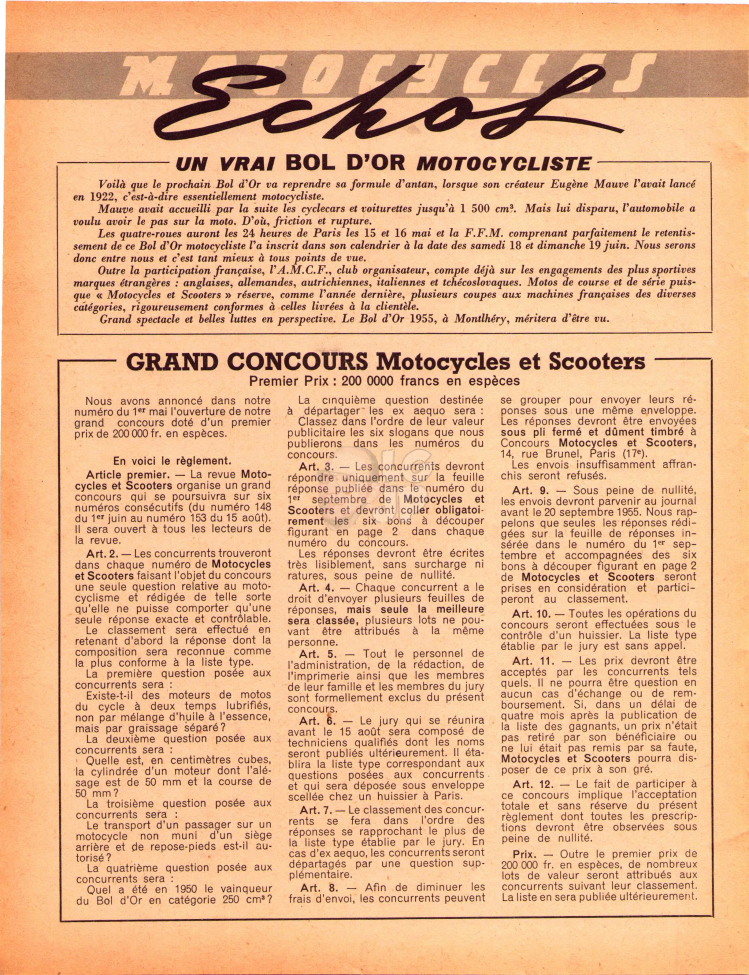 MOTOCYCLES
Echos
UN VRAI BOL D'OR MOTOCYCLISTE
Voilà que le prochain Bol d'Or va reprendre sa formule d'antan, lorsque son créateur Eugène Mauve l'avait lancé
en 1922, c'est-à-dire essentiellement motocycliste.
Mauve avait accueilli par la suite les cyclecars et voiturettes jusqu'à 1 500 cm³. Mais lui disparu, l'automobile a
voulu avoir le pas sur la moto. D'où, friction et rupture.
Les quatre-roues auront les 24 heures de Paris les 15 et 16 mai et la F.F.M. comprenant parfaitement le retentis-
sement de ce Bol d'Or motocycliste l'a inscrit dans son calendrier à la date des samedi 18 et dimanche 19 juin. Nous serons
donc entre nous et c'est tant mieux à tous points de vue.
Outre la participation française, l'A.M.C.F., club organisateur, compte déjà sur les engagements des plus sportives
marques étrangères : anglaises, allemandes, autrichiennes, italiennes et tchécoslovaques. Motos de course et de série puis-
que « Motocycles et Scooters » réserve, comme l'année dernière, plusieurs coupes aux machines françaises des diverses
catégories, rigoureusement conformes à celles livrées à la clientèle.
Grand spectacle et belles luttes en perspective. Le Bol d'Or 1955, à Montlhéry, méritera d'être vu.
GRAND CONCOURS Motocycles et Scooters
Premier Prix : 200 0000 francs en espèces
Nous avons annoncé dans notre
numéro du 1er mai l'ouverture de notre
grand concours doté d'un premier
prix de 200 000 fr. en espèces.
En voici le règlement.
Article premier. — La revue Moto-
cycles et Scooters organise un grand
concours qui se poursuivra sur six
numéros consécutifs (du numéro 148
du 1er juin au numéro 153 du 15 août).
Il sera ouvert à tous les lecteurs de
la revue.
Art. 2. — Les concurrents trouveront
dans chaque numéro de Motocycles
et Scooters faisant l'objet du concours
une seule question relative au moto-
cyclisme et rédigée de telle sorte
qu'elle ne puisse comporter qu'une
seule réponse exacte et contrôlable.
Le classement sera effectué en
retenant d'abord la réponse dont la
composition sera reconnue comme
la plus conforme à la liste type.
La première question posée aux
concurrents sera :
Existe-t-il des moteurs de motos
du cycle à deux temps lubrifiés,
non par mélange d'huile à l'essence,
mais par graissage séparé ?
La deuxième question posée aux
concurrents sera :
Quelle est, en centimètres cubes,
la cylindrée d'un moteur dont l'alé-
sage est de 50 mm et la course de
50 mm ?
La troisième question posée aux
concurrents sera :
Le transport d'un passager sur un
motocycle non muni d'un siège
arrière et de repose-pieds est-il au-
torisé ?
La quatrième question posée aux
concurrents sera :
Quel a été en 1950 le vainqueur
du Bol d'Or en catégorie 250 cm³ ?
La cinquième question destinée
à départager les ex aequo sera :
Classez dans l'ordre de leur valeur
publicitaire les six slogans que nous
publierons dans les numéros du
concours.
Art. 3. — Les concurrents devront
répondre uniquement sur la feuille
réponse publiée dans le numéro du
1er septembre de Motocycles et
Scooters et devront coller obligatoi-
rement les six bons à découper
figurant en page 2 dans chaque
numéro du concours.
Les réponses devront être écrites
très lisiblement, sans surcharge ni
ratures, sous peine de nullité.
Art. 4. — Chaque concurrent a le
droit d'envoyer plusieurs feuilles de
réponses, mais seule la meilleure
sera classée, plusieurs lots ne pou-
vant être attribués à la même
personne.
Art. 5. — Tout le personnel de
l'administration, de la rédaction, de
l'imprimerie ainsi que les membres
de leur famille et les membres du jury
sont formellement exclus du présent
concours.
Art. 6. — Le jury qui se réunira
avant le 15 août sera composé de
techniciens qualifiés dont les noms
seront publiés ultérieurement. Il éta-
blira la liste type correspondant aux
questions posées aux concurrents
et qui sera déposée sous enveloppe
scellée chez un huissier à Paris.
Art. 7. — Le classement des concur-
rents se fera dans l'ordre des
réponses se rapprochant le plus de
la liste type établie par le jury. En
cas d'ex aequo, les concurrents seront
départagés par une question sup-
plémentaire.
Art. 8. — Afin de diminuer les
frais d'envoi, les concurrents peuvent
se grouper pour envoyer leurs ré-
ponses sous une même enveloppe.
Les réponses devront être envoyées
sous pli fermé et dûment timbré à
Concours Motocycles et Scooters,
14, rue Brunel, Paris (17e).
Les envois insuffisamment affran-
chis seront refusés.
Art. 9. — Sous peine de nullité,
les envois devront parvenir au journal
avant le 20 septembre 1955. Nous rap-
pelons que seules les réponses rédi-
gées sur la feuille de réponses in-
sérée dans le numéro du 1er sep-
tembre et accompagnées des six
bons à découper figurant en page 2
de Motocycles et Scooters seront
prises en considération et partici-
peront au classement.
Art. 10. — Toutes les opérations du
concours seront effectuées sous le
contrôle d'un huissier. La liste type
établie par le jury est sans appel.
Art. 11. — Les prix devront être
acceptés par les concurrents tels
quels. Il ne pourra être question en
aucun cas d'échange ou de rem-
boursement. Si, dans un délai de
quatre mois après la publication de
la liste des gagnants, un prix n'était
pas retiré par son bénéficiaire ou
ne lui était pas remis par sa faute,
Motocycles et Scooters pourra dis-
poser de ce prix à son gré.
Art. 12. — Le fait de participer à
ce concours implique l'acceptation
totale et sans réserve du présent
règlement dont toutes les prescrip-
tions devront être observées sous
peine de nullité.
Prix. — Outre le premier prix de
200 000 fr. en espèces, de nombreux
lots de valeur seront attribués aux
concurrents suivant leur classement.
La liste en sera publiée ultérieurement.